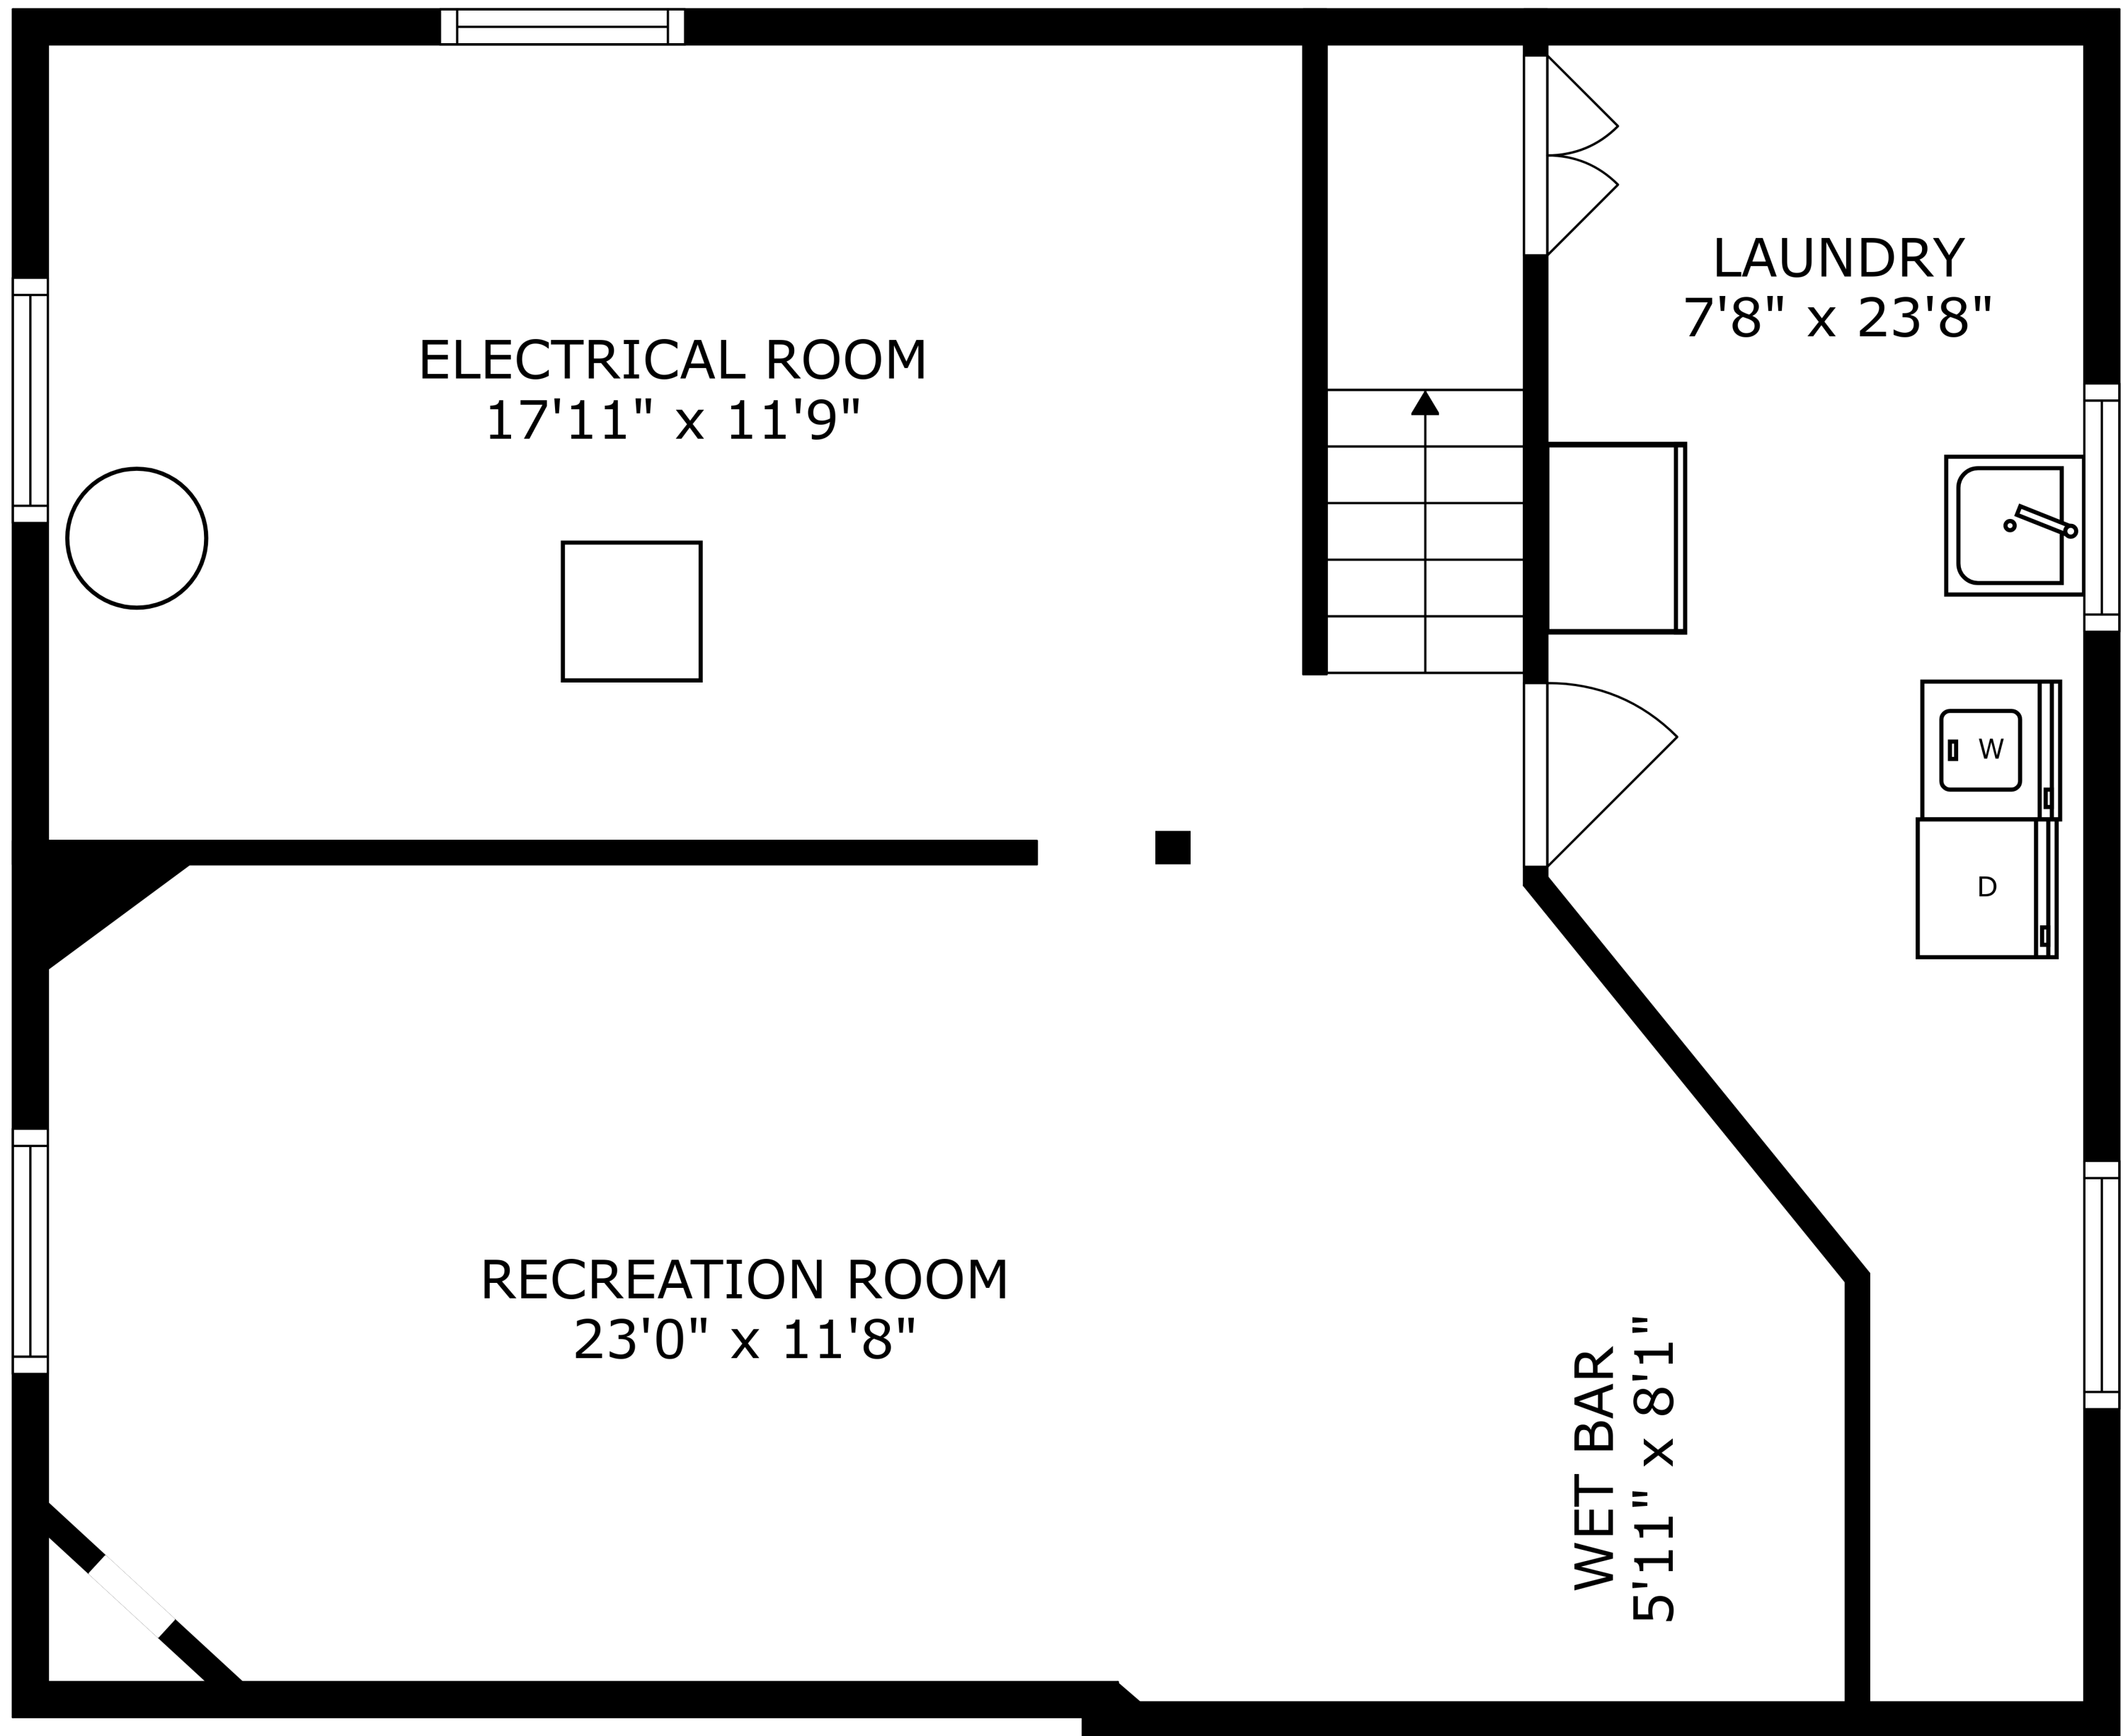 LAUNDRY
7'8" x 23'8"
ELECTRICAL ROOM
17'11" x 11'9"
W
D
RECREATION ROOM
23'0" x 11'8"
WET BAR
5'11" x 8'1"